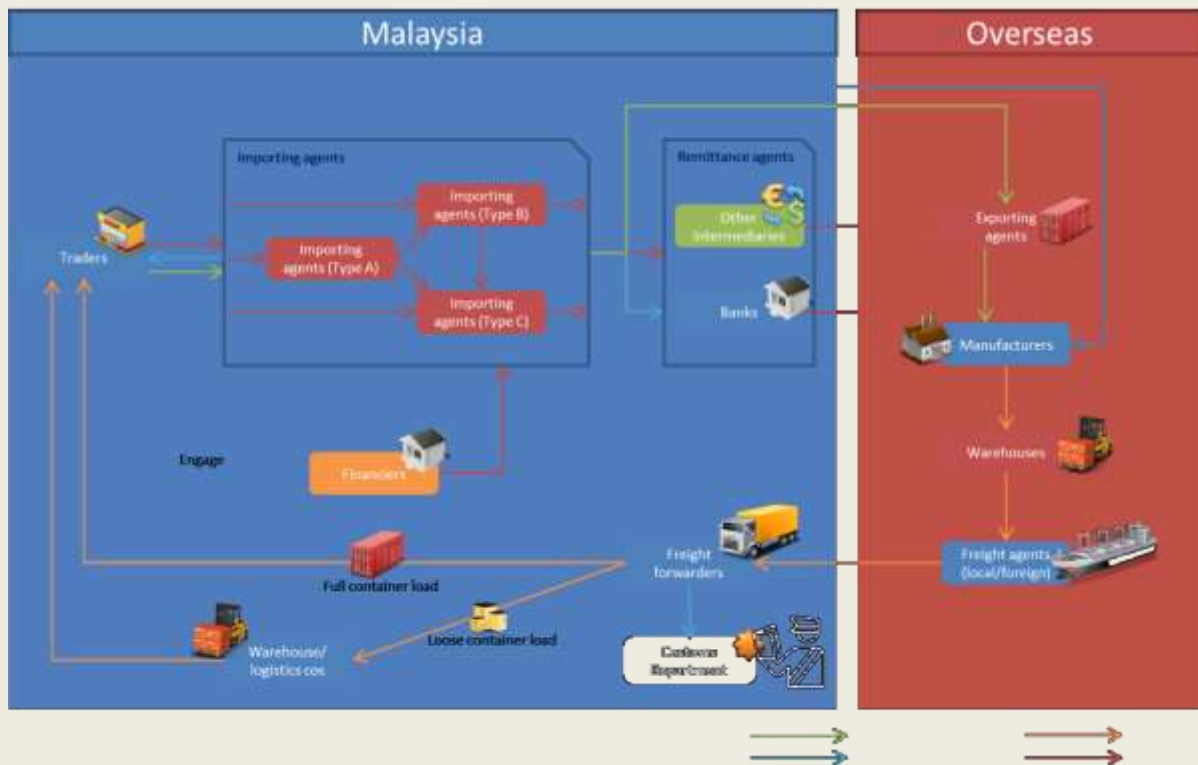 Malaysia
Overseas
Importing agents
Remittance agents
Importing
agents (Type B)
Other
Intermediaries
Exporting
agents
Traders
Importing
agents (Type A)
Importing
agents (Type C)
Banks
Manufacturers
Engage
Financiers
Warehouses
Freight
forwarders
Freight agents
(local/foreign)
Full container load
Loose container load
Warehouse/
logistics cos
Customs
Department